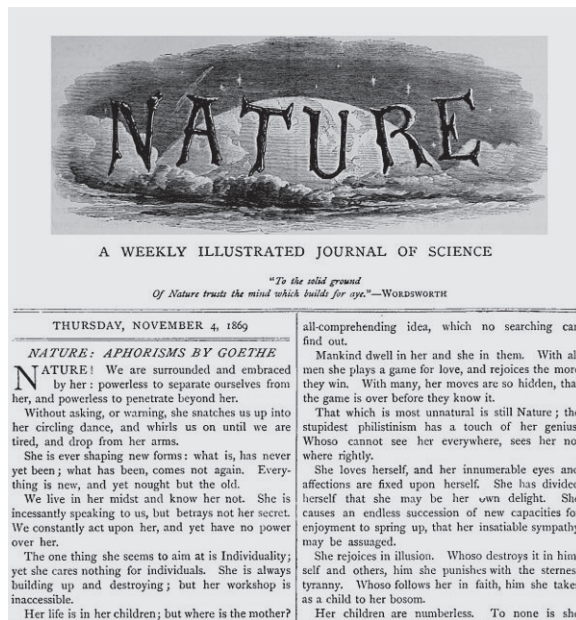 NATURE
A WEEKLY ILLUSTRATED JOURNAL OF SCIENCE
"To the solid ground
Of Nature trusts the mind which builds for aye."—WORDSWORTH
THURSDAY, NOVEMBER 4, 1869
NATURE: APHORISMS BY GOETHE
NATURE! We are surrounded and embraced
by her: powerless to separate ourselves from
her, and powerless to penetrate beyond her.
Without asking, or warning, she snatches us up into
her circling dance, and whirls us on until we are
tired, and drop from her arms.
She is ever shaping new forms: what is, has never
yet been; what has been, comes not again. Every-
thing is new, and yet nought but the old.
We live in her midst and know her not. She is
incessantly speaking to us, but betrays not her secret.
We constantly act upon her, and yet have no power
over her.
The one thing she seems to aim at is Individuality;
yet she cares nothing for individuals. She is always
building up and destroying; but her workshop is
inaccessible.
Her life is in her children; but where is the mother?
all-comprehending idea, which no searching can
find out.
Mankind dwell in her and she in them. With al
men she plays a game for love, and rejoices the more
they win. With many, her moves are so hidden, tha
the game is over before they know it.
That which is most unnatural is still Nature; the
stupidest philistinism has a touch of her genius
Whoso cannot see her everywhere, sees her no
where rightly.
She loves herself, and her innumerable eyes and
affections are fixed upon herself. She has divided
herself that she may be her own delight. She
causes an endless succession of new capacities fo
enjoyment to spring up, that her insatiable sympathy
may be assuaged.
She rejoices in illusion. Whoso destroys it in him
self and others, him she punishes with the sternes
tyranny. Whoso follows her in faith, him she takes
as a child to her bosom.
Her children are numberless. To none is she